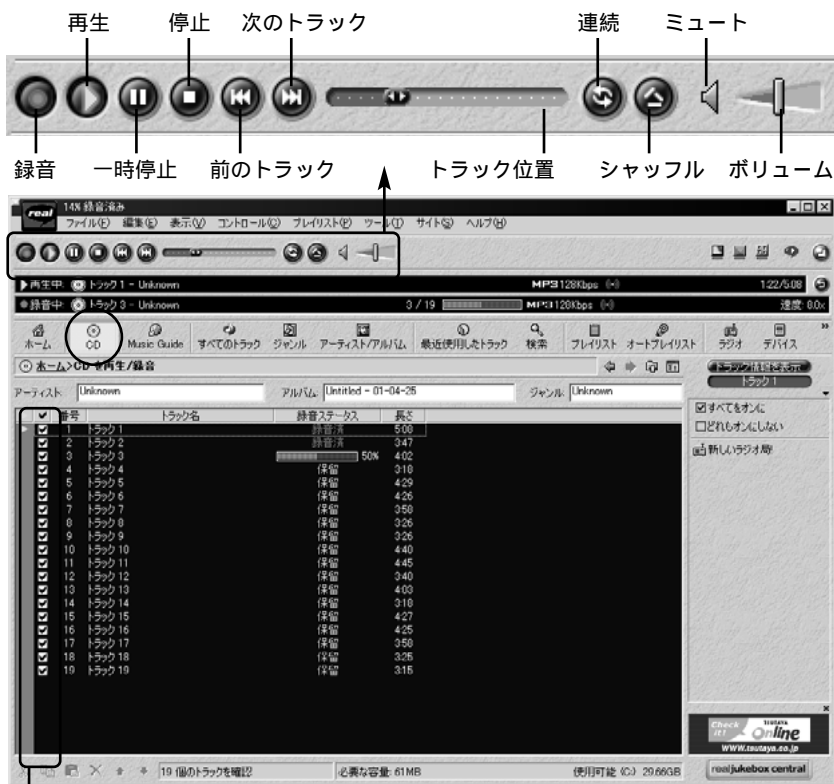 再生 停止 次のトラック 連続 ミュート
録音 一時停止 前のトラック トラック位置 シャッフル ボリューム
real 14% 録音済み
ファイル(F) 編集(E) 表示(V) コントロール(C) プレイリスト(P) ツール(T) サイト(S) ヘルプ(H)
再生中: トラック 1 - Unknown MP3 128Kbps 1:22/5:08
録音中: トラック 3 - Unknown 3 / 19 MP3 128Kbps 速度: 8.0x
ホーム CD Music Guide すべてのトラック ジャンル アーティスト/アルバム 最近使用したトラック 検索 プレイリスト オートプレイリスト ラジオ デバイス
ホーム>CD を再生/録音 トラック情報を表示
トラック 1
アーティスト: Unknown アルバム: Untitled - 01-04-25 ジャンル: Unknown
番号 トラック名 録音ステータス 長さ
1 トラック 1 録音済 5:08
2 トラック 2 録音済 3:47
3 トラック 3 50% 4:02
4 トラック 4 保留 3:18
5 トラック 5 保留 4:29
6 トラック 6 保留 4:26
7 トラック 7 保留 3:58
8 トラック 8 保留 3:26
9 トラック 9 保留 3:26
10 トラック 10 保留 4:40
11 トラック 11 保留 4:45
12 トラック 12 保留 3:40
13 トラック 13 保留 4:03
14 トラック 14 保留 3:18
15 トラック 15 保留 4:27
16 トラック 16 保留 4:25
17 トラック 17 保留 3:58
18 トラック 18 保留 3:25
19 トラック 19 保留 3:15
すべてをオンに
どれもオンにしない
新しいラジオ局!
Check it! TSUTAYA Online
www.tsutaya.co.jp
19 個のトラックを確認 必要な容量: 61MB 使用可能 (C:) 29.66GB realjukebox central